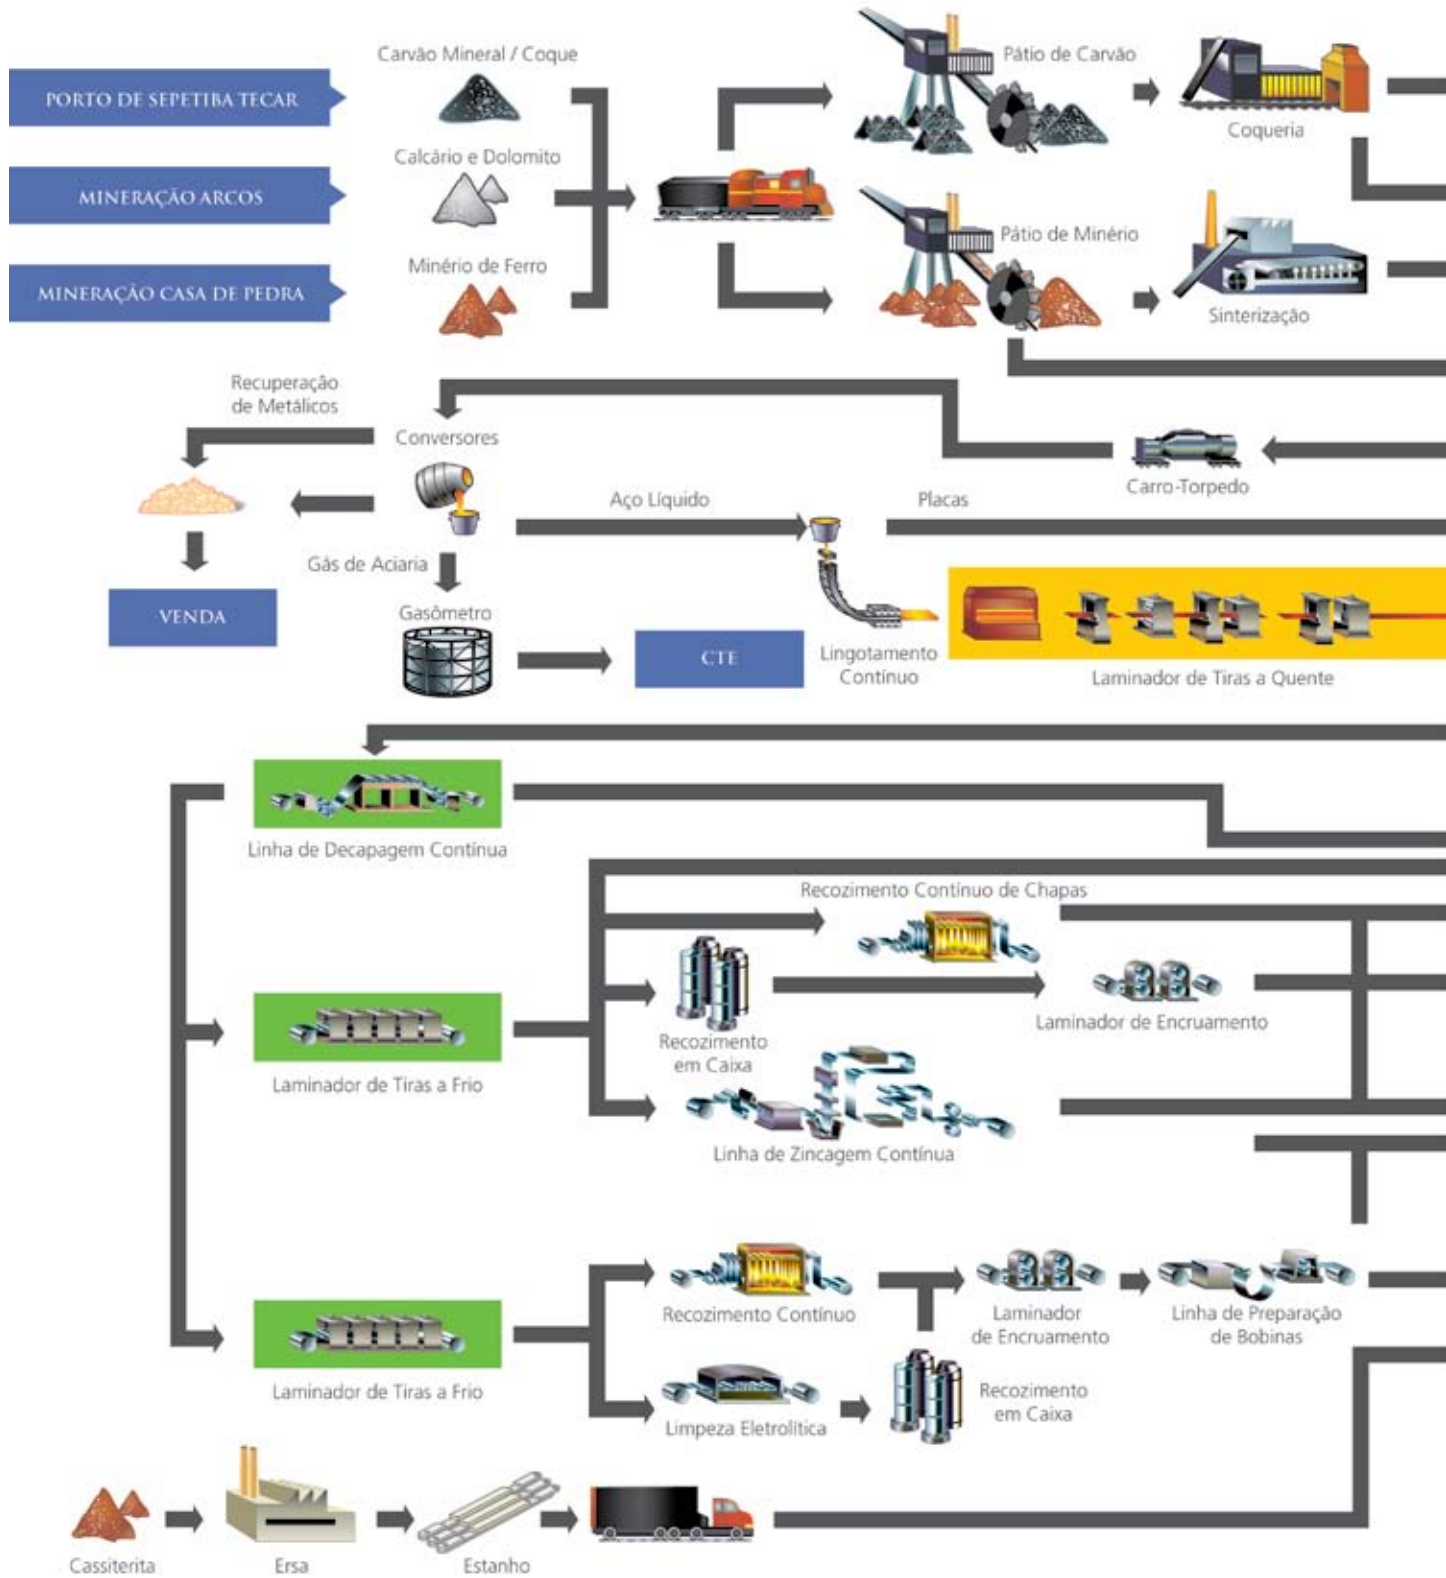 Carvão Mineral / Coque
Pátio de Carvão
PORTO DE SEPETIBA TECAR
Coqueria
Calcário e Dolomito
MINERAÇÃO ARCOS
Pátio de Minério
Minério de Ferro
MINERAÇÃO CASA DE PEDRA
Sinterização
Recuperação
de Metálicos
Conversores
Carro-Torpedo
Aço Líquido
Placas
Gás de Aciaria
VENDA
Gasômetro
CTE
Lingotamento
Contínuo
Laminador de Tiras a Quente
Linha de Decapagem Contínua
Recozimento Contínuo de Chapas
Laminador de Encruamento
Recozimento
em Caixa
Laminador de Tiras a Frio
Linha de Zincagem Contínua
Recozimento Contínuo
Laminador
de Encruamento
Linha de Preparação
de Bobinas
Laminador de Tiras a Frio
Limpeza Eletrolítica
Recozimento
em Caixa
Cassiterita
Ersa
Estanho